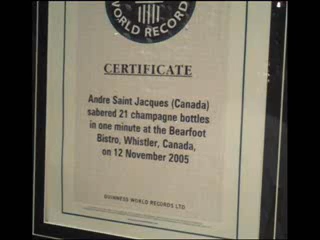 WORLD RECORD
CERTIFICATE
Andre Saint Jacques (Canada)
sabered 21 champagne bottles
in one minute at the Bearfoot
Bistro, Whistler, Canada,
on 12 November 2005
GUINNESS WORLD RECORDS LTD